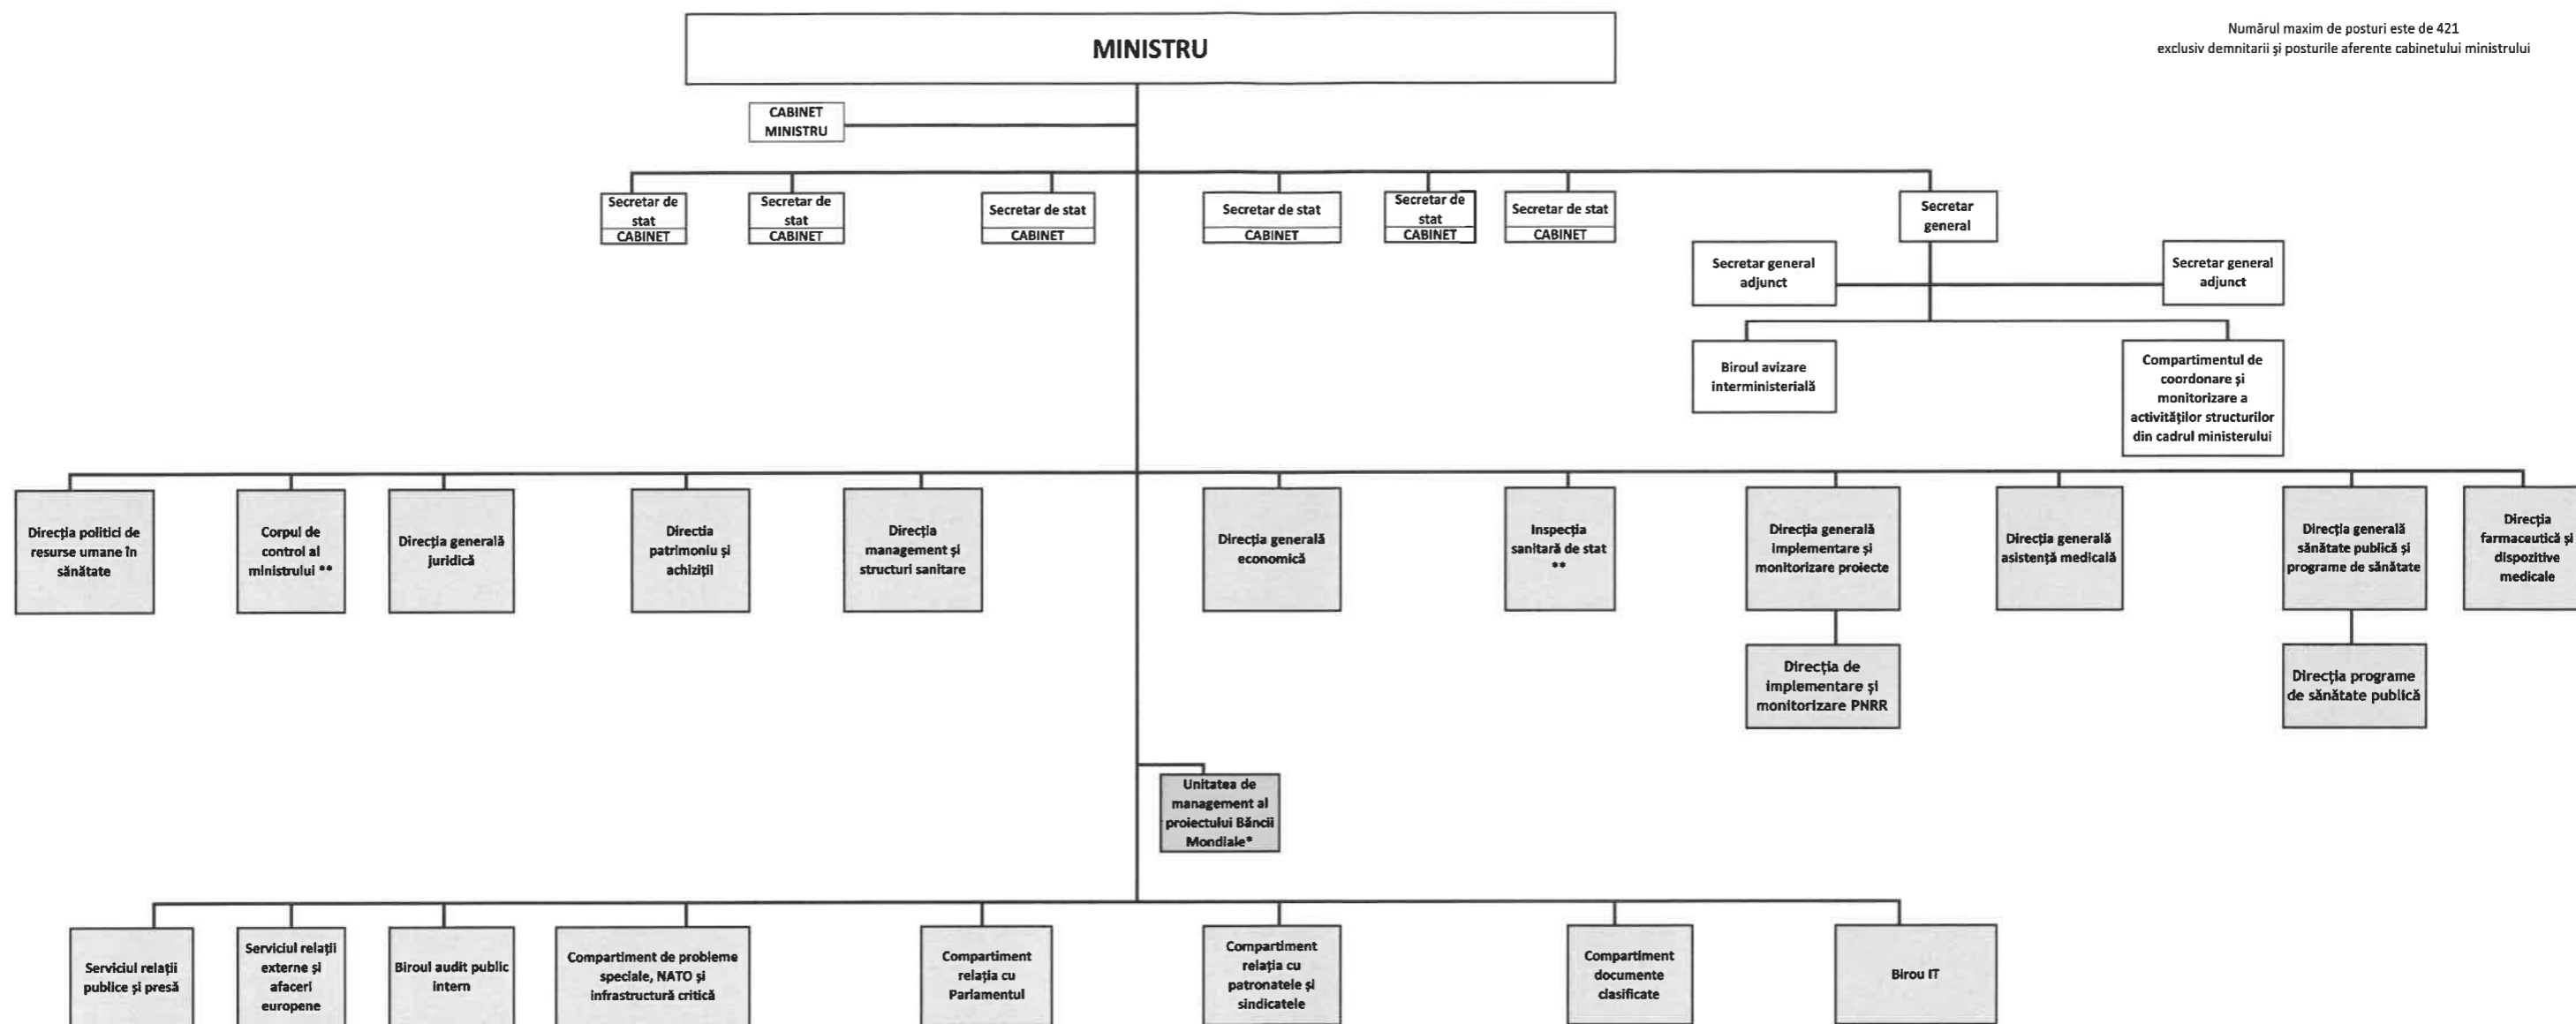 Numărul maxim de posturi este de 421
exclusiv demnitarii și posturile aferente cabinetului ministrului
MINISTRU
CABINET
MINISTRU
Secretar de
stat
CABINET
Secretar de
stat
CABINET
Secretar de stat
CABINET
Secretar de stat
CABINET
Secretar de
stat
CABINET
Secretar de stat
CABINET
Secretar
general
Secretar general
adjunct
Secretar general
adjunct
Biroul avizare
interministerială
Compartimentul de
coordonare și
monitorizare a
activităților structurilor
din cadrul ministerului
Direcția politici de
resurse umane în
sănătate
Corpul de
control al
ministrului **
Direcția generală
juridică
Directia
patrimoniu și
achiziții
Direcția
management și
structuri sanitare
Direcția generală
economică
Inspecția
sanitară de stat
**
Direcția generală
implementare și
monitorizare proiecte
Direcția generală
asistență medicală
Direcția generală
sănătate publică și
programe de sănătate
Direcția
farmaceutică și
dispozitive
medicale
Direcția de
implementare și
monitorizare PNRR
Direcția programe
de sănătate publică
Unitatea de
management al
proiectului Băncii
Mondiale*
Serviciul relații
publice și presă
Serviciul relații
externe și
afaceri
europene
Biroul audit public
intern
Compartiment de probleme
speciale, NATO și
infrastructură critică
Compartiment
relația cu
Parlamentul
Compartiment
relația cu
patronatele și
sindicatele
Compartiment
documente
clasificate
Birou IT